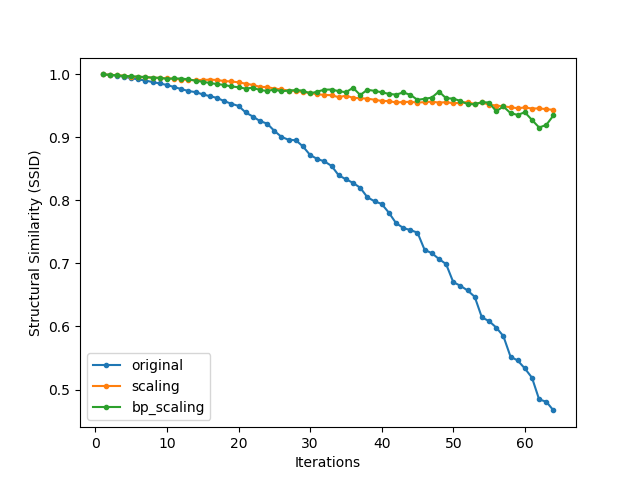 1.0
0.9
0.8
0.7
0.6
0.5
Structural Similarity (SSID)
original
scaling
bp_scaling
0 10 20 30 40 50 60
Iterations